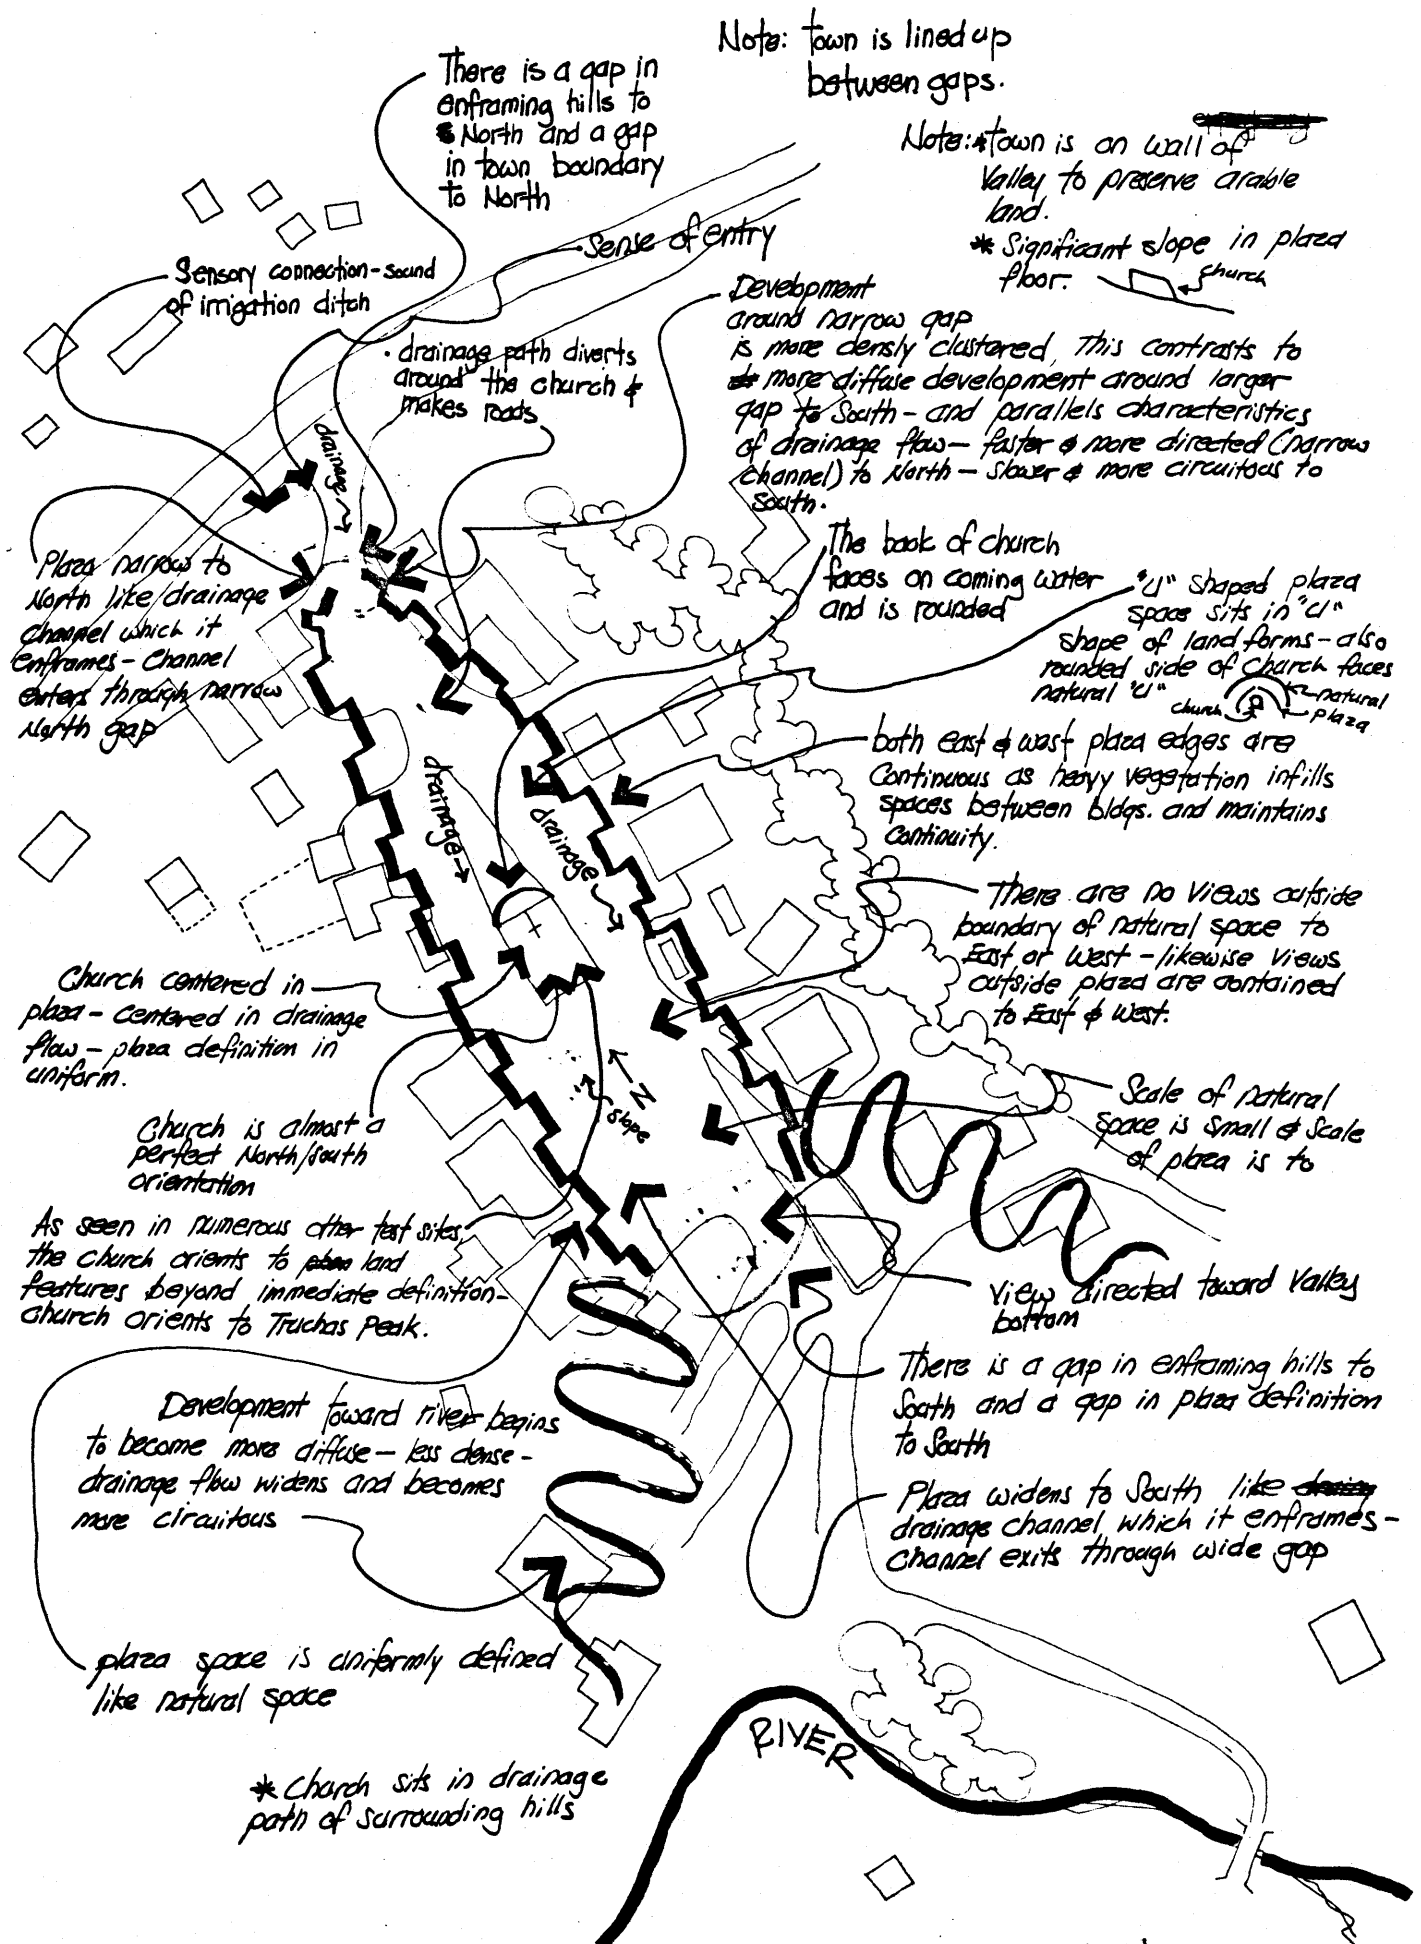 Note: town is lined up
between gaps.
There is a gap in
enframing hills to
North and a gap
in town boundary
to North
Note: town is on wall of
Valley to preserve arable
land.
* Significant slope in plaza
floor.
church
Sense of entry
Sensory connection - sound
of irrigation ditch
Development
around narrow gap
is more densly clustered. This contrasts to
more diffuse development around larger
gap to South - and parallels characteristics
of drainage flow - faster & more directed (narrow
channel) to North - slower & more circuitous to
South.
• drainage path diverts
around the church &
makes roads
drainage →
Plaza narrow to
North like drainage
Channel which it
enframes - Channel
enters through narrow
North gap
The back of church
faces on coming water
and is rounded
"U" shaped plaza
space sits in "U"
shape of land forms - also
rounded side of Church faces
natural "U"
church
natural
plaza
both east & west plaza edges are
Continuous as heavy vegetation infills
spaces between bldgs. and maintains
Continuity.
drainage →
drainage →
There are no views outside
boundary of natural space to
East or West - likewise views
outside plaza are contained
to East & West.
Church centered in
plaza - centered in drainage
flow - plaza definition in
uniform.
← N
slope
Scale of natural
space is small & scale
of plaza is to
Church is almost a
perfect North/South
orientation
As seen in numerous other test sites,
the church orients to land
features beyond immediate definition -
church orients to Truchas Peak.
View directed toward Valley
bottom
There is a gap in enframing hills to
South and a gap in plaza definition
to South
Development toward river begins
to become more diffuse - less dense -
drainage flow widens and becomes
more circuitous
Plaza widens to South like
drainage channel which it enframes -
channel exits through wide gap
plaza space is uniformly defined
like natural space
RIVER
* Church sits in drainage
path of surrounding hills